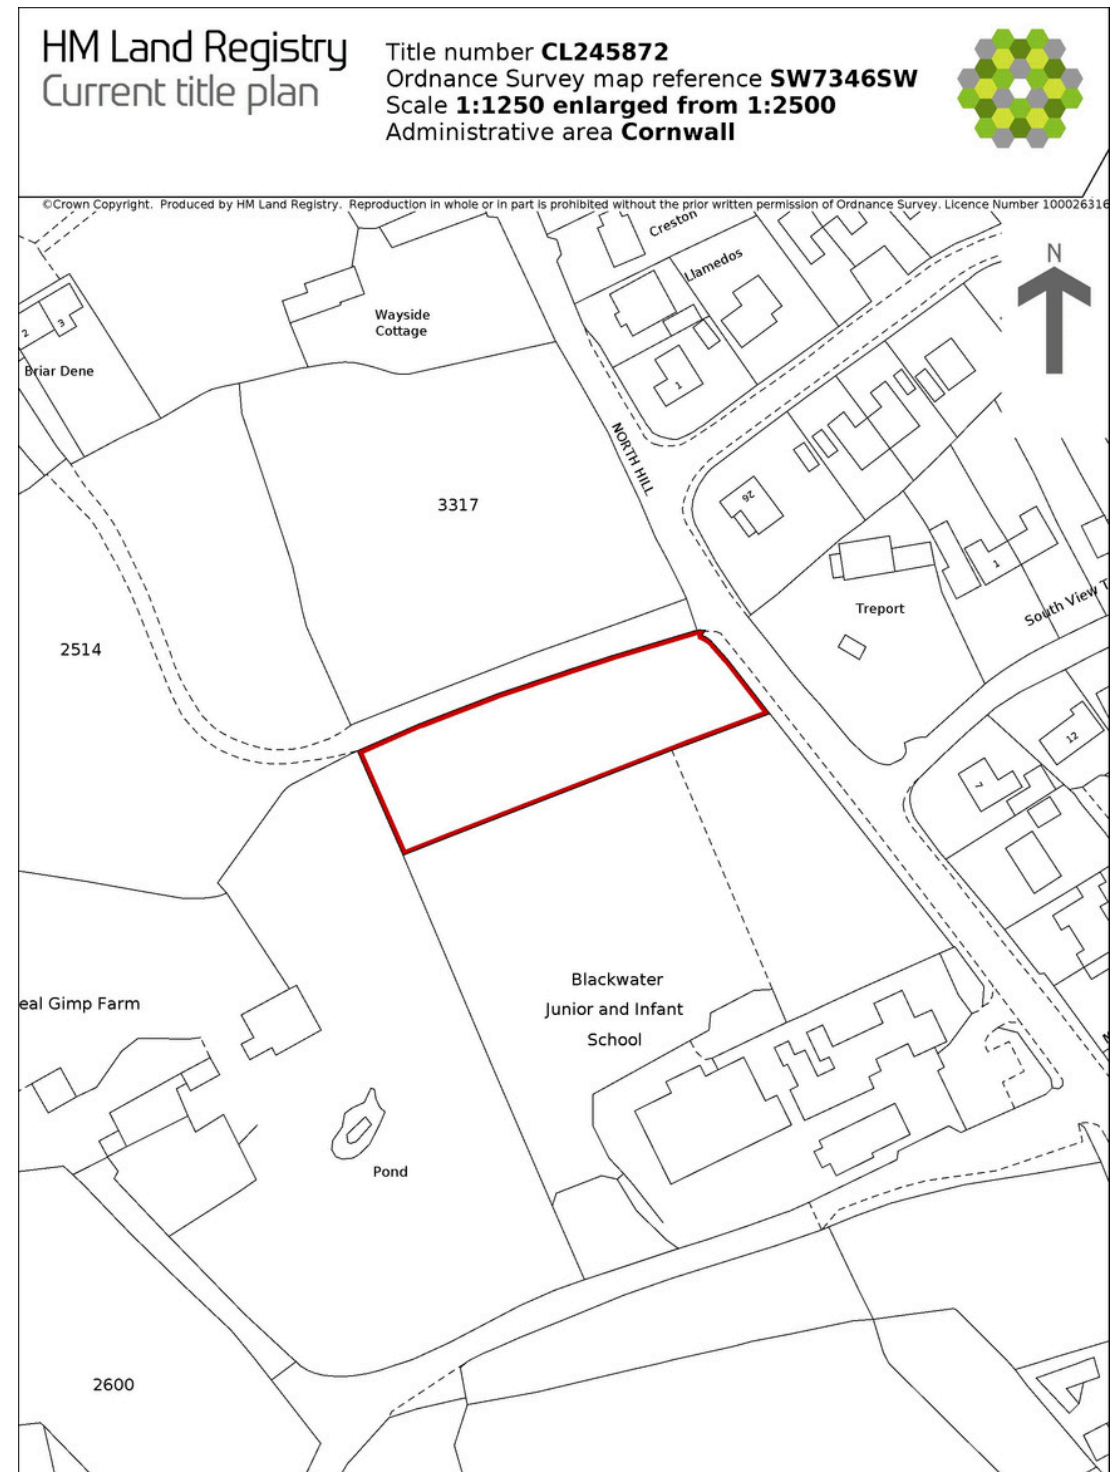 HM Land Registry
Current title plan
Title number CL245872
Ordnance Survey map reference SW7346SW
Scale 1:1250 enlarged from 1:2500
Administrative area Cornwall
©Crown Copyright. Produced by HM Land Registry. Reproduction in whole or in part is prohibited without the prior written permission of Ordnance Survey. Licence Number 100026316
Creston
Llamedos
N
Wayside
Cottage
2
3
Briar Dene
1
NORTH HILL
3317
26
1
Treport
South View T
2514
12
7
Blackwater
Junior and Infant
School
eal Gimp Farm
Pond
2600